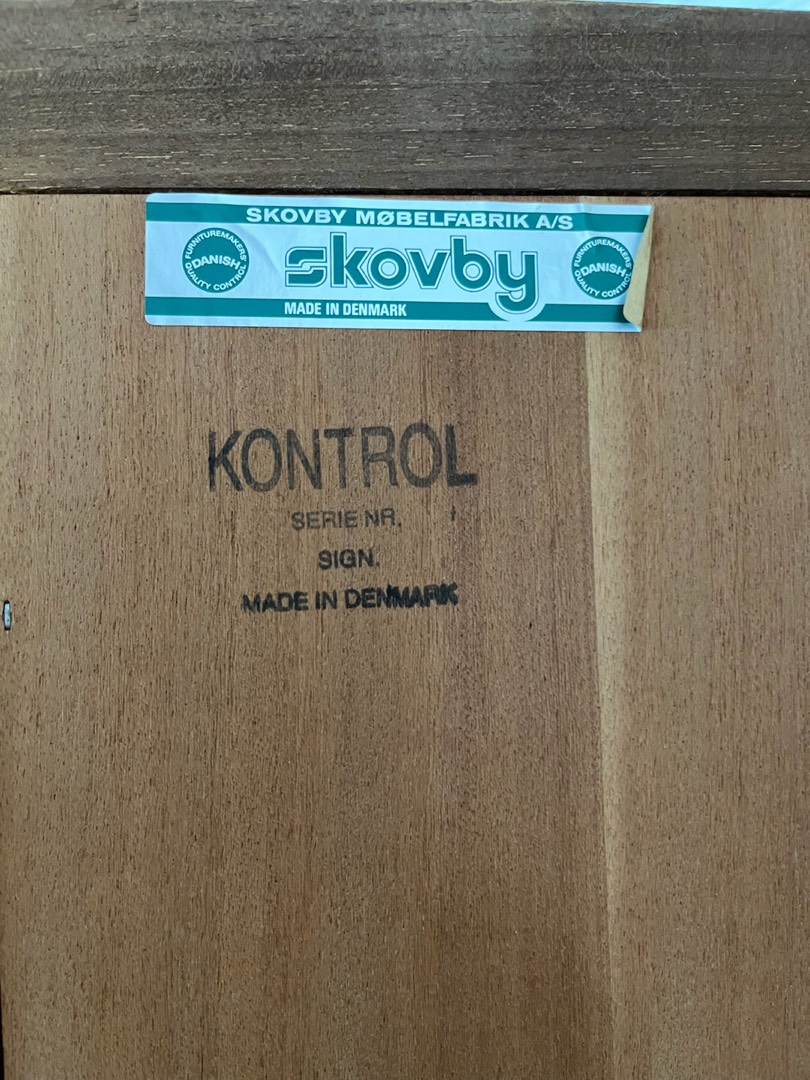 SKOVBY MØBELFABRIK A/S
FURNITUREMAKERS'
DANISH
QUALITY CONTROL
skovby
FURNITUREMAKERS'
DANISH
QUALITY CONTROL
MADE IN DENMARK
KONTROL
SERIE NR.
SIGN.
MADE IN DENMARK